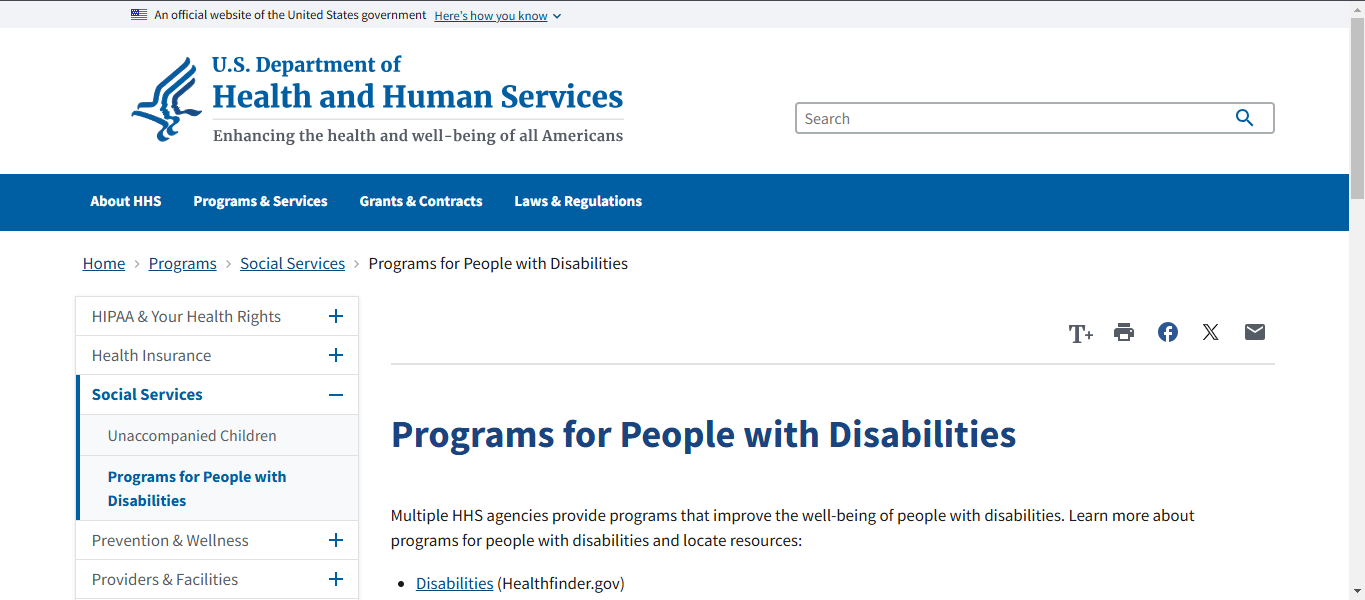 An official website of the United States government Here's how you know
U.S. Department of
Health and Human Services
Enhancing the health and well-being of all Americans
Search
About HHS Programs & Services Grants & Contracts Laws & Regulations
Home > Programs > Social Services > Programs for People with Disabilities
HIPAA & Your Health Rights
Health Insurance
Social Services
Unaccompanied Children
Programs for People with
Disabilities
Prevention & Wellness
Providers & Facilities
T+
Programs for People with Disabilities
Multiple HHS agencies provide programs that improve the well-being of people with disabilities. Learn more about
programs for people with disabilities and locate resources:
• Disabilities (Healthfinder.gov)